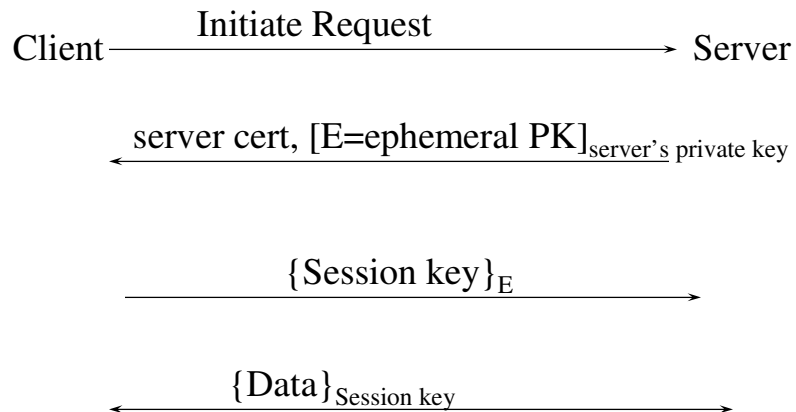 Initiate Request
Client Server
server cert, [E=ephemeral PK]server's private key
{Session key}E
{Data}Session key